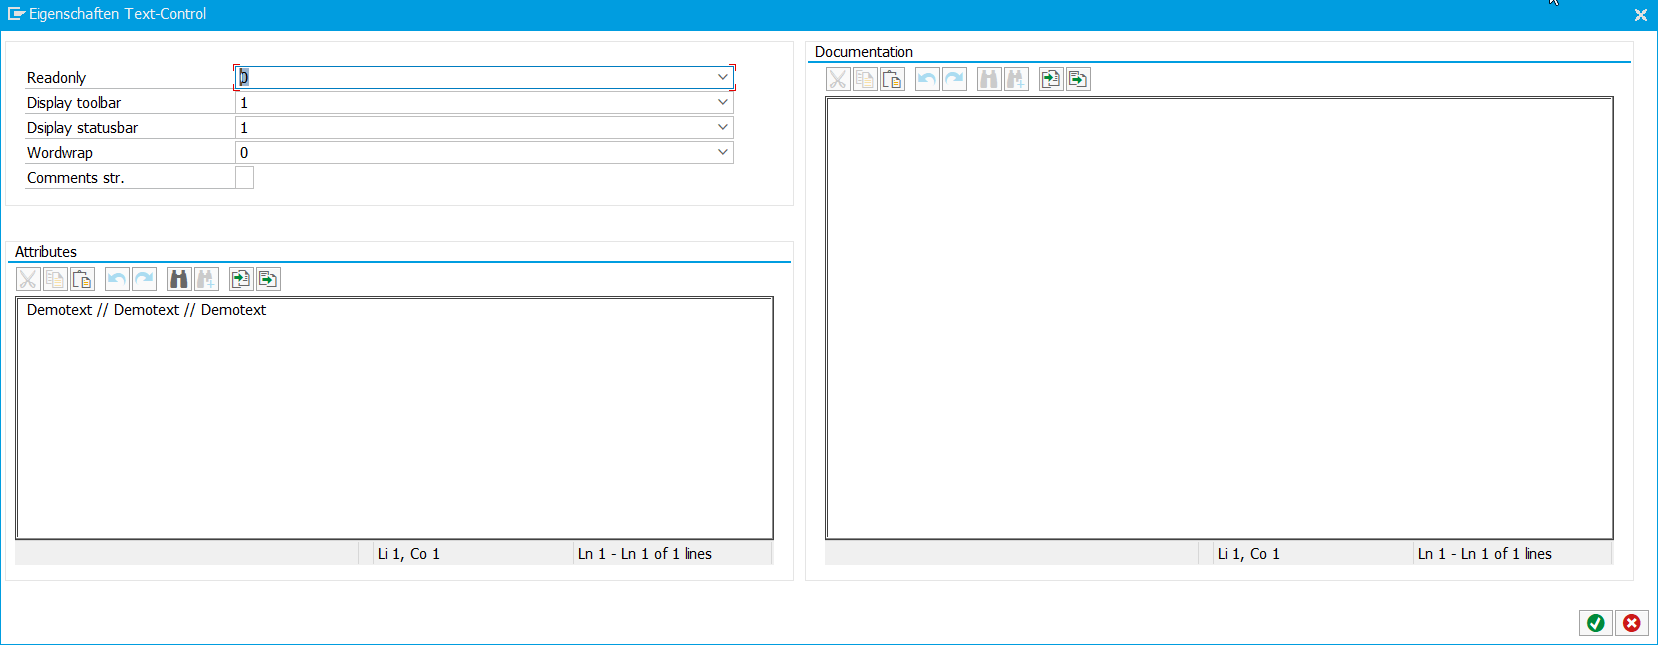 Eigenschaften Text-Control
Readonly 0
Display toolbar 1
Dsiplay statusbar 1
Wordwrap 0
Comments str.
Attributes
Demotext // Demotext // Demotext
Li 1, Co 1 Ln 1 - Ln 1 of 1 lines
Documentation
Li 1, Co 1 Ln 1 - Ln 1 of 1 lines